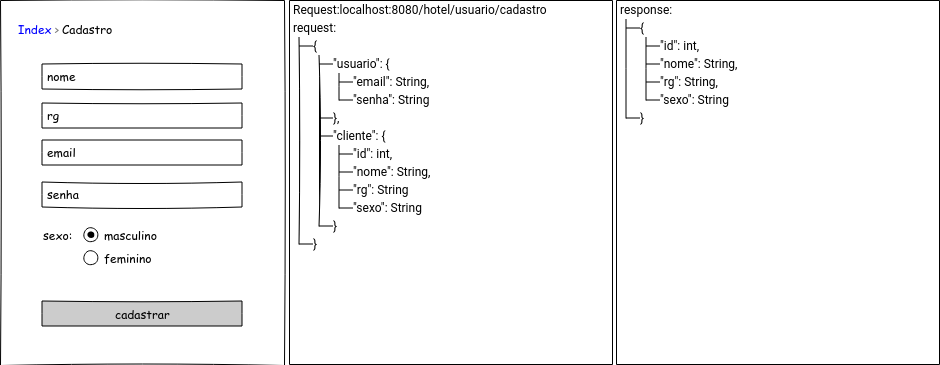 Index > Cadastro
nome
rg
email
senha
sexo: masculino
feminino
cadastrar
Request:localhost:8080/hotel/usuario/cadastro
request:
{
"usuario": {
"email": String,
"senha": String
},
"cliente": {
"id": int,
"nome": String,
"rg": String
"sexo": String
}
}
response:
{
"id": int,
"nome": String,
"rg": String,
"sexo": String
}